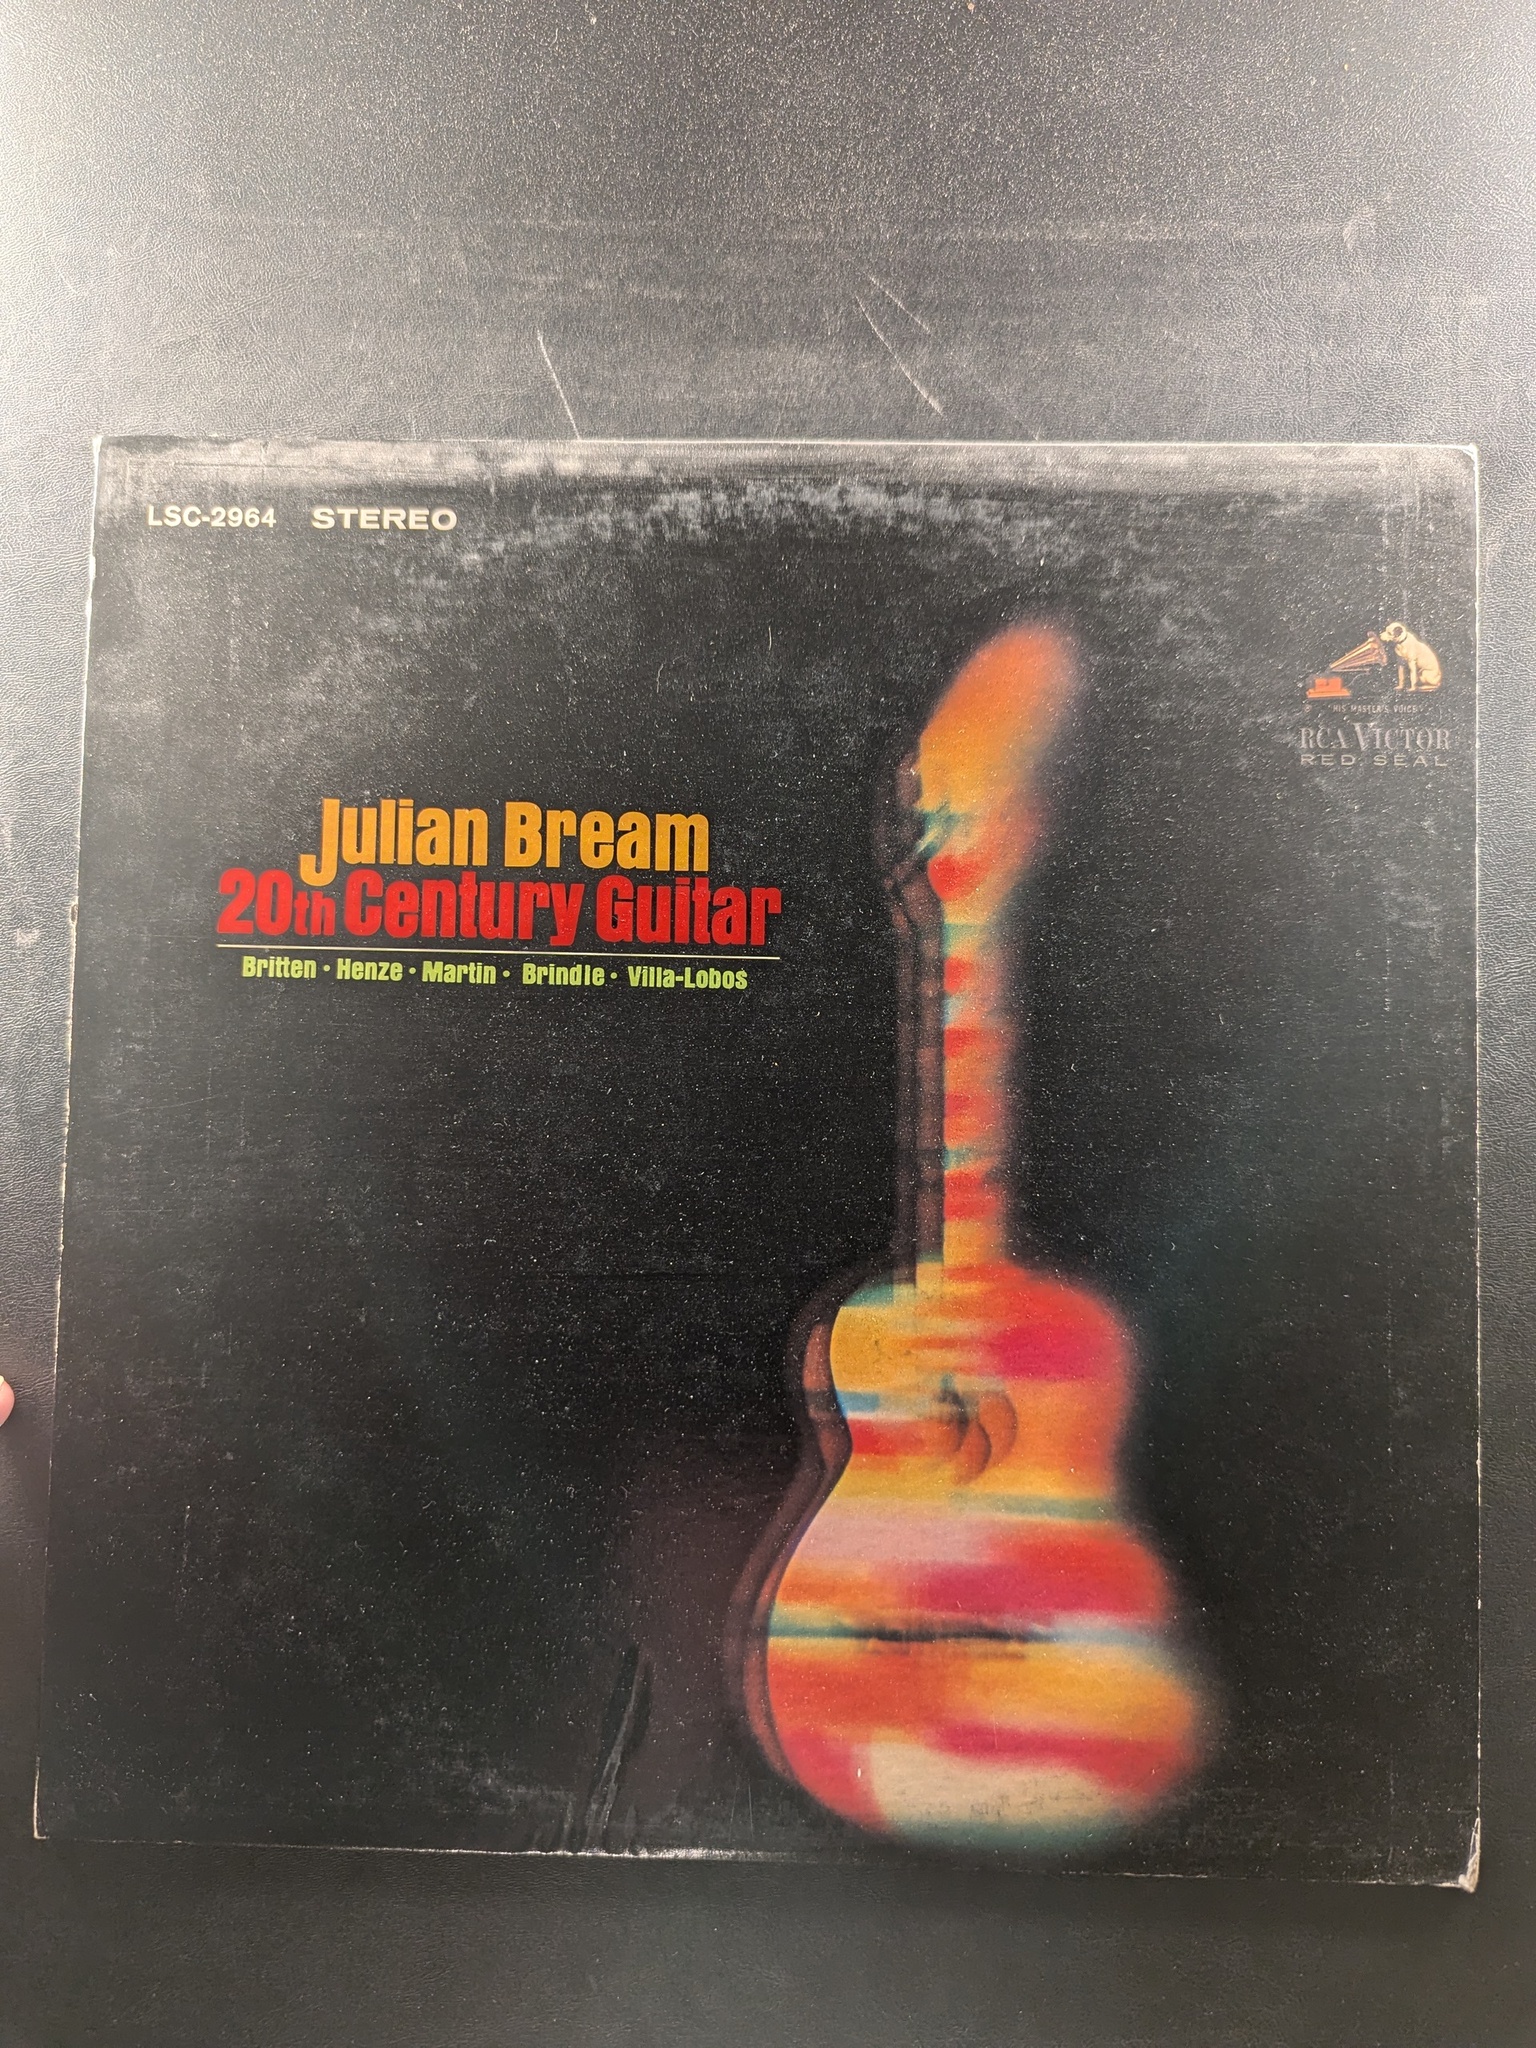 LSC-2964 STEREO
"HIS MASTER'S VOICE"
RCA VICTOR
RED SEAL
Julian Bream
20th Century Guitar
Britten • Henze • Martin • Brindle • Villa-Lobos